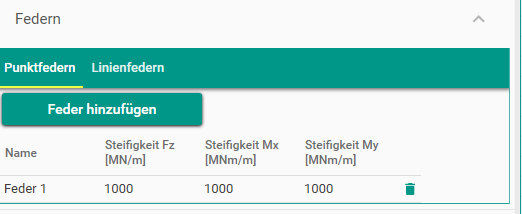 Federn
Punktfedern Linienfedern
Feder hinzufügen
Name Steifigkeit Fz [MN/m] Steifigkeit Mx [MNm/m] Steifigkeit My [MNm/m]
Feder 1 1000 1000 1000